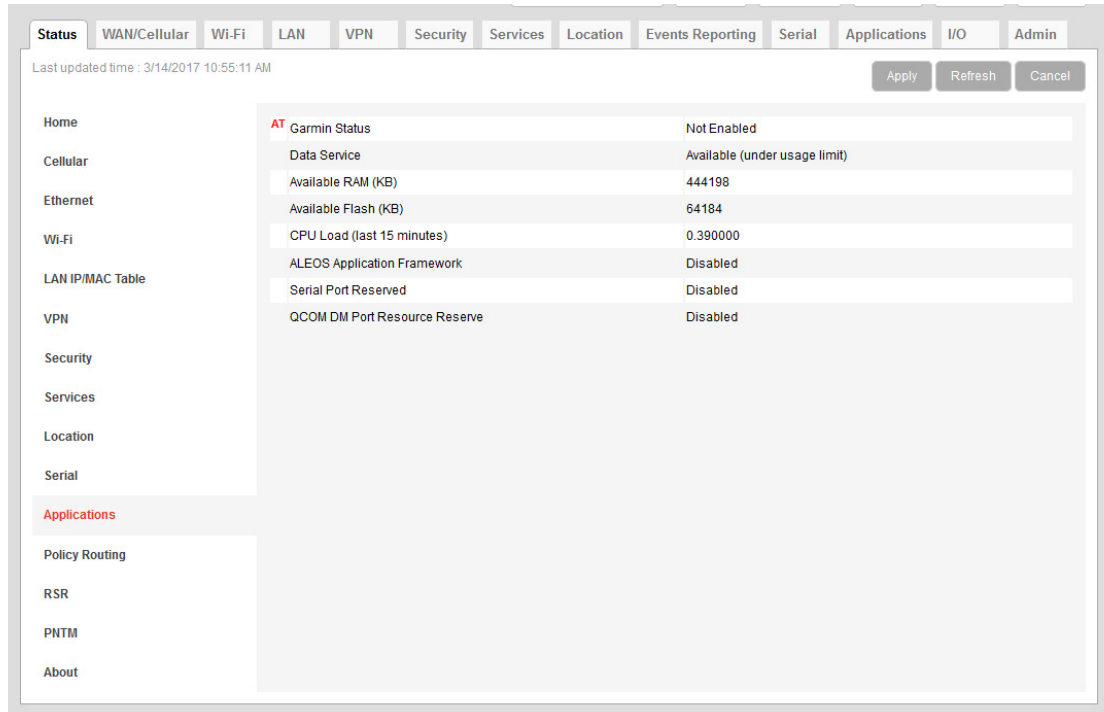 Status WAN/Cellular Wi-Fi LAN VPN Security Services Location Events Reporting Serial Applications I/O Admin
Last updated time : 3/14/2017 10:55:11 AM
Apply Refresh Cancel
Home
Cellular
Ethernet
Wi-Fi
LAN IP/MAC Table
VPN
Security
Services
Location
Serial
Applications
Policy Routing
RSR
PNTM
About
AT Garmin Status Not Enabled
Data Service Available (under usage limit)
Available RAM (KB) 444198
Available Flash (KB) 64184
CPU Load (last 15 minutes) 0.390000
ALEOS Application Framework Disabled
Serial Port Reserved Disabled
QCOM DM Port Resource Reserve Disabled